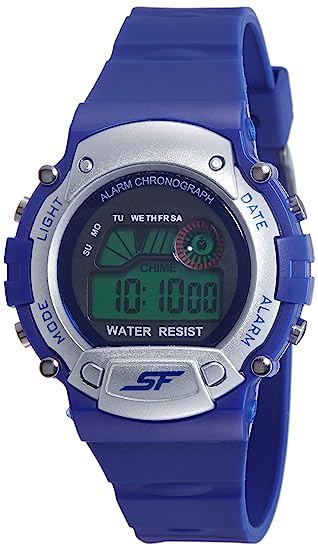 ALARM CHRONOGRAPH
LIGHT
DATE
SU MO TU WE TH FR SA
CHIME
10:10 00
MODE
ALARM
WATER RESIST
SF